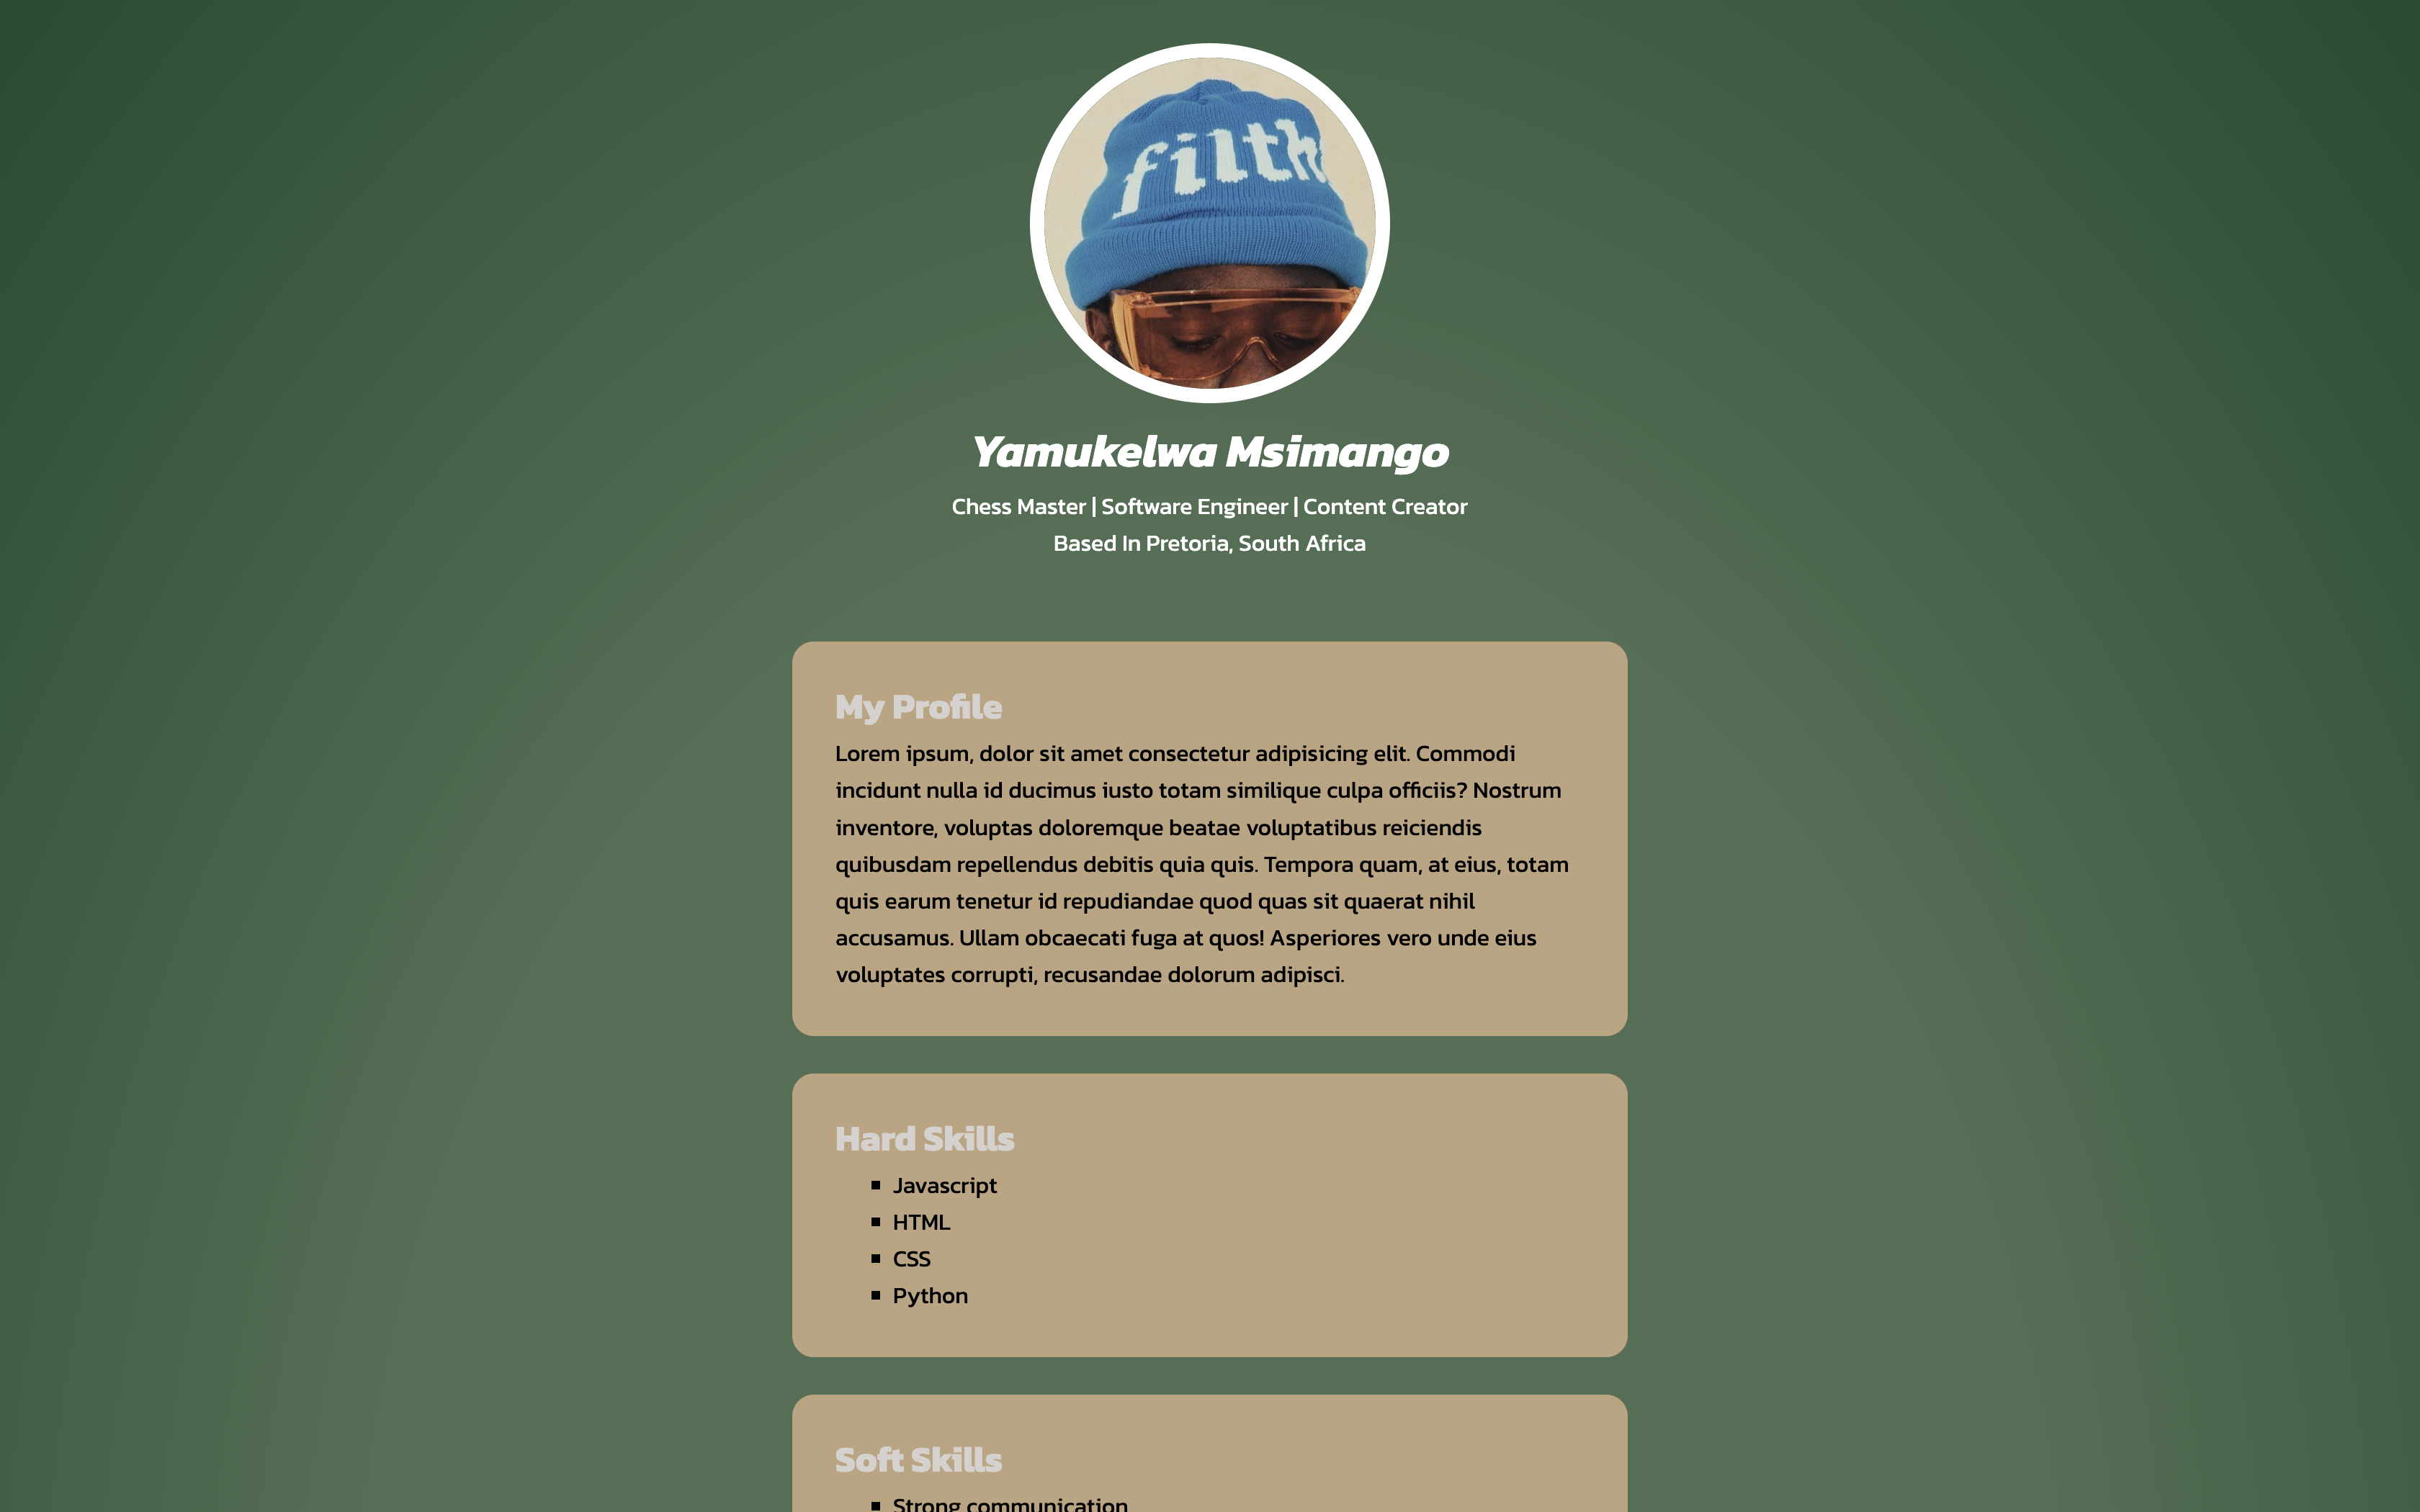 filth
Yamukelwa Msimango
Chess Master | Software Engineer | Content Creator
Based In Pretoria, South Africa
My Profile
Lorem ipsum, dolor sit amet consectetur adipisicing elit. Commodi
incidunt nulla id ducimus iusto totam similique culpa officiis? Nostrum
inventore, voluptas doloremque beatae voluptatibus reiciendis
quibusdam repellendus debitis quia quis. Tempora quam, at eius, totam
quis earum tenetur id repudiandae quod quas sit quaerat nihil
accusamus. Ullam obcaecati fuga at quos! Asperiores vero unde eius
voluptates corrupti, recusandae dolorum adipisci.
Hard Skills
Javascript
HTML
CSS
Python
Soft Skills
Strong communication